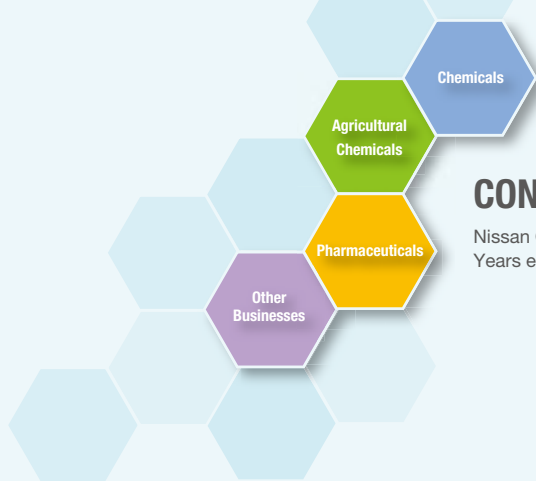 Chemicals
Agricultural
Chemicals
Pharmaceuticals
Other
Businesses
CON
Nissan
Years e